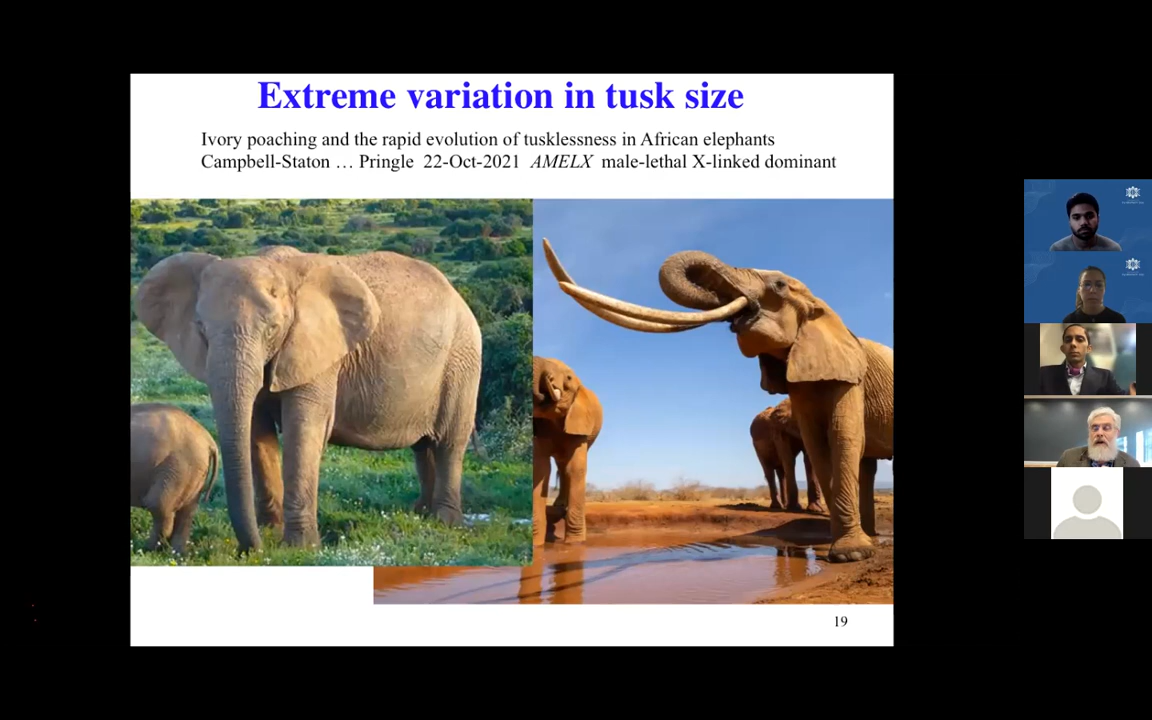 Extreme variation in tusk size
Ivory poaching and the rapid evolution of tusklessness in African elephants
Campbell-Staton … Pringle 22-Oct-2021 AMELX male-lethal X-linked dominant
19